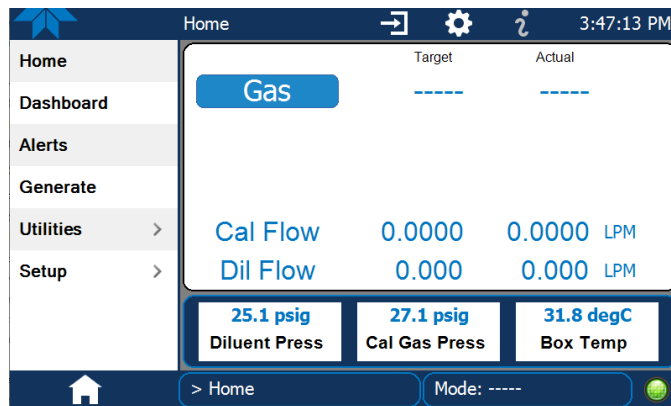 Home 3:47:13 PM
Home
Dashboard
Alerts
Generate
Utilities >
Setup >
Target Actual
Gas ----- -----
Cal Flow 0.0000 0.0000 LPM
Dil Flow 0.000 0.000 LPM
25.1 psig
Diluent Press
27.1 psig
Cal Gas Press
31.8 degC
Box Temp
> Home
Mode: -----